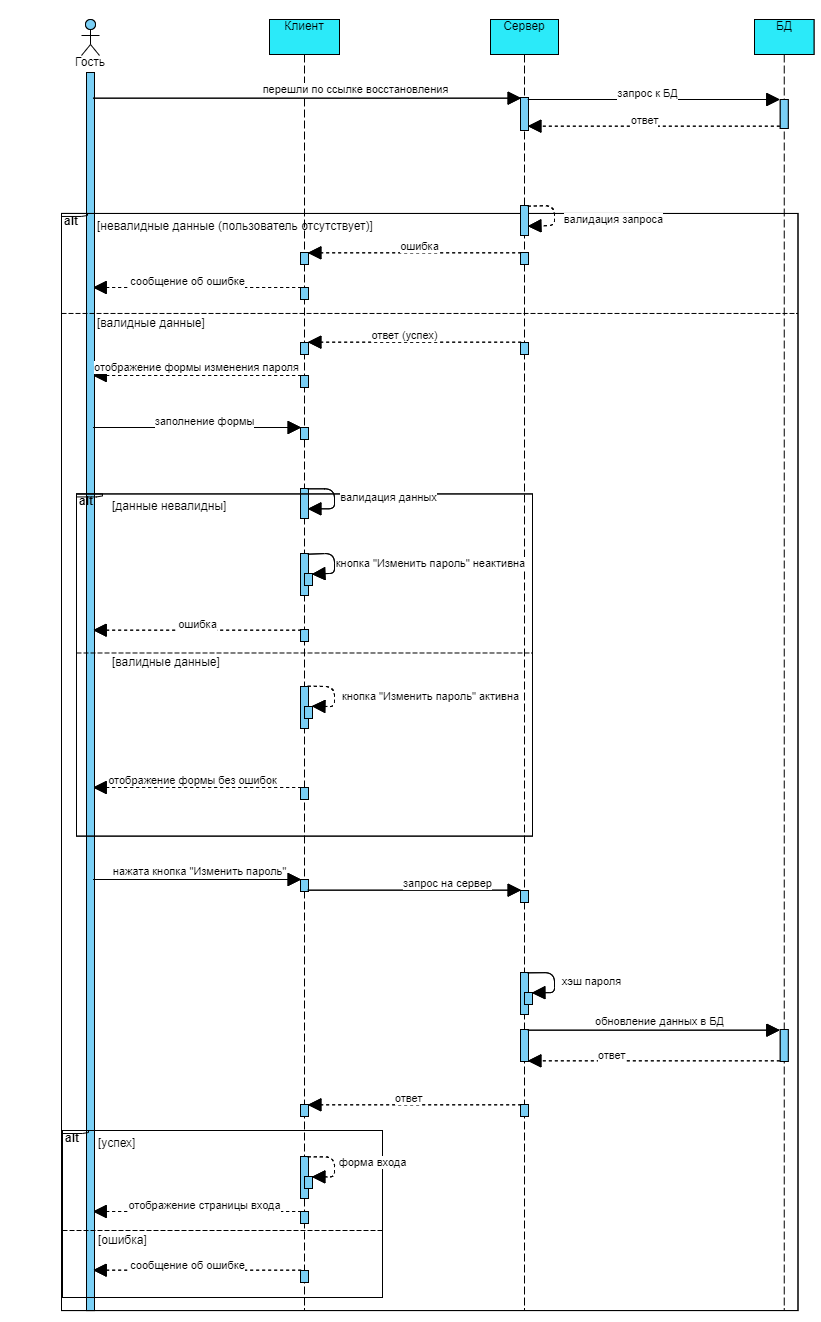 Клиент
Сервер
БД
Гость
перешли по ссылке восстановления
запрос к БД
ответ
alt
валидация запроса
[невалидные данные (пользователь отсутствует)]
ошибка
сообщение об ошибке
[валидные данные]
ответ (успех)
отображение формы изменения пароля
заполнение формы
alt
валидация данных
[данные невалидны]
кнопка "Изменить пароль" неактивна
ошибка
[валидные данные]
кнопка "Изменить пароль" активна
отображение формы без ошибок
нажата кнопка "Изменить пароль"
запрос на сервер
хэш пароля
обновление данных в БД
ответ
ответ
alt
[успех]
форма входа
отображение страницы входа
[ошибка]
сообщение об ошибке